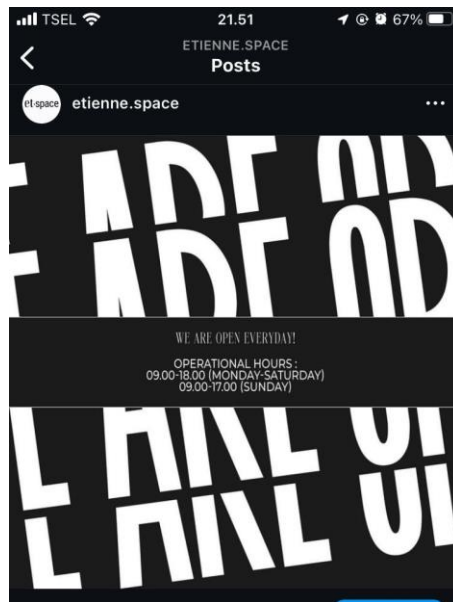 TSEL 21.51 67%
ETIENNE.SPACE
Posts
et-space etienne.space
WE ARE OPEN EVERYDAY!
OPERATIONAL HOURS :
09.00-18.00 (MONDAY-SATURDAY)
09.00-17.00 (SUNDAY)